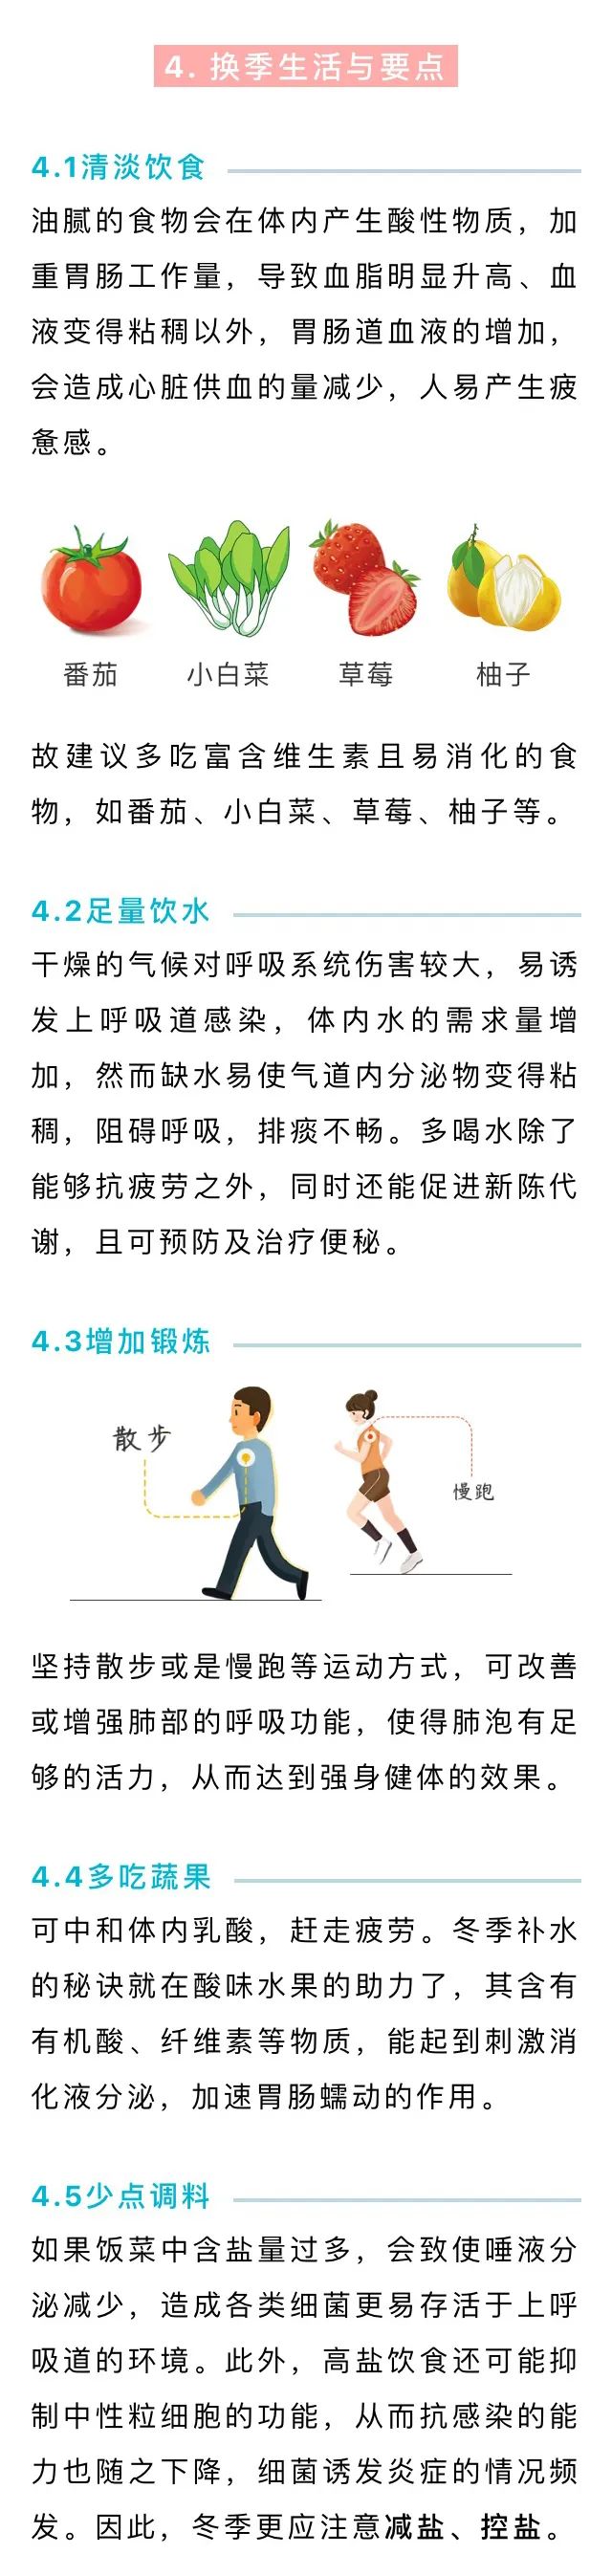 4. 换季生活与要点
4.1清淡饮食
油腻的食物会在体内产生酸性物质，加
重胃肠工作量，导致血脂明显升高、血
液变得粘稠以外，胃肠道血液的增加，
会造成心脏供血的量减少，人易产生疲
惫感。
番茄 小白菜 草莓 柚子
故建议多吃富含维生素且易消化的食
物，如番茄、小白菜、草莓、柚子等。
4.2足量饮水
干燥的气候对呼吸系统伤害较大，易诱
发上呼吸道感染，体内水的需求量增
加，然而缺水易使气道内分泌物变得粘
稠，阻碍呼吸，排痰不畅。多喝水除了
能够抗疲劳之外，同时还能促进新陈代
谢，且可预防及治疗便秘。
4.3增加锻炼
散步
慢跑
坚持散步或是慢跑等运动方式，可改善
或增强肺部的呼吸功能，使得肺泡有足
够的活力，从而达到强身健体的效果。
4.4多吃蔬果
可中和体内乳酸，赶走疲劳。冬季补水
的秘诀就在酸味水果的助力了，其含有
有机酸、纤维素等物质，能起到刺激消
化液分泌，加速胃肠蠕动的作用。
4.5少点调料
如果饭菜中含盐量过多，会致使唾液分
泌减少，造成各类细菌更易存活于上呼
吸道的环境。此外，高盐饮食还可能抑
制中性粒细胞的功能，从而抗感染的能
力也随之下降，细菌诱发炎症的情况频
发。因此，冬季更应注意减盐、控盐。